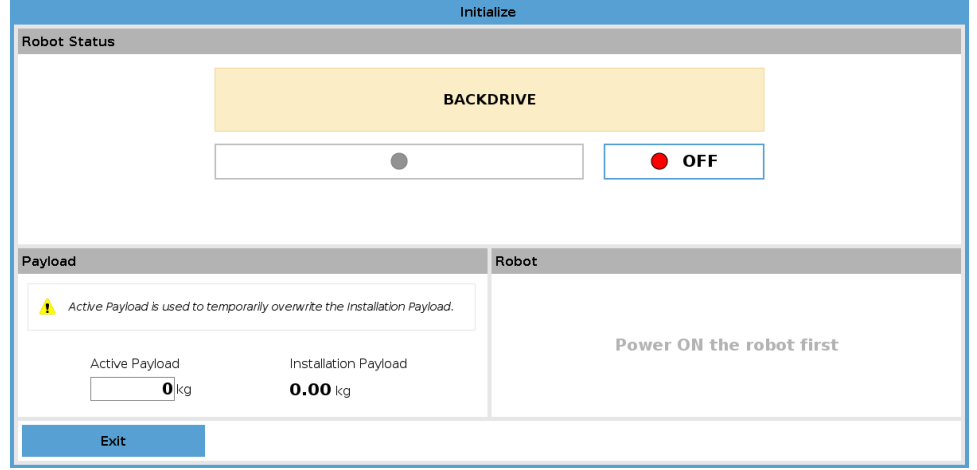 Initialize
Robot Status
BACKDRIVE
OFF
Payload
Active Payload is used to temporarily overwrite the Installation Payload.
Active Payload
Installation Payload
0 kg
0.00 kg
Robot
Power ON the robot first
Exit